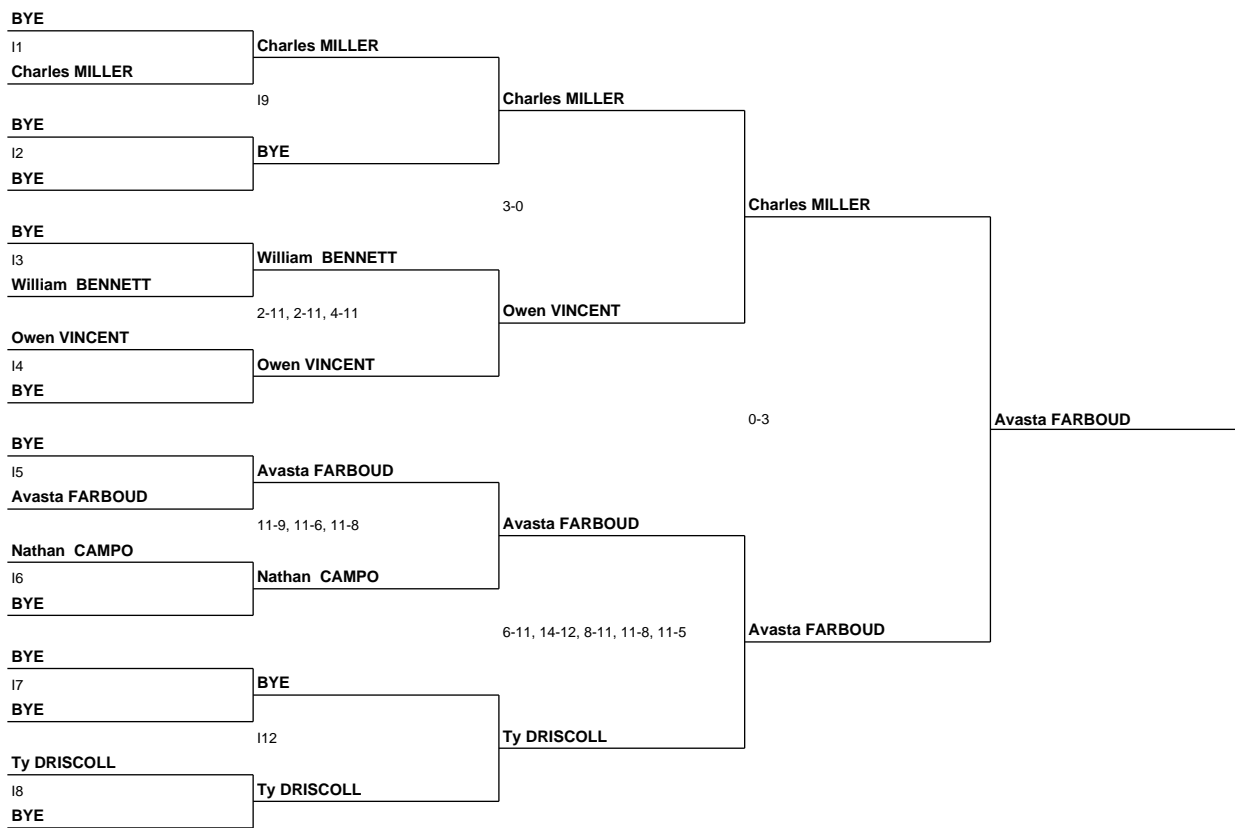 BYE
I1
Charles MILLER
Charles MILLER
I9
Charles MILLER
BYE
I2
BYE
BYE
3-0
Charles MILLER
BYE
I3
William  BENNETT
William  BENNETT
2-11, 2-11, 4-11
Owen VINCENT
Owen VINCENT
I4
Owen VINCENT
BYE
0-3
Avasta FARBOUD
BYE
I5
Avasta FARBOUD
Avasta FARBOUD
11-9, 11-6, 11-8
Avasta FARBOUD
Nathan  CAMPO
I6
Nathan  CAMPO
BYE
6-11, 14-12, 8-11, 11-8, 11-5
Avasta FARBOUD
BYE
I7
BYE
BYE
I12
Ty DRISCOLL
Ty DRISCOLL
I8
Ty DRISCOLL
BYE